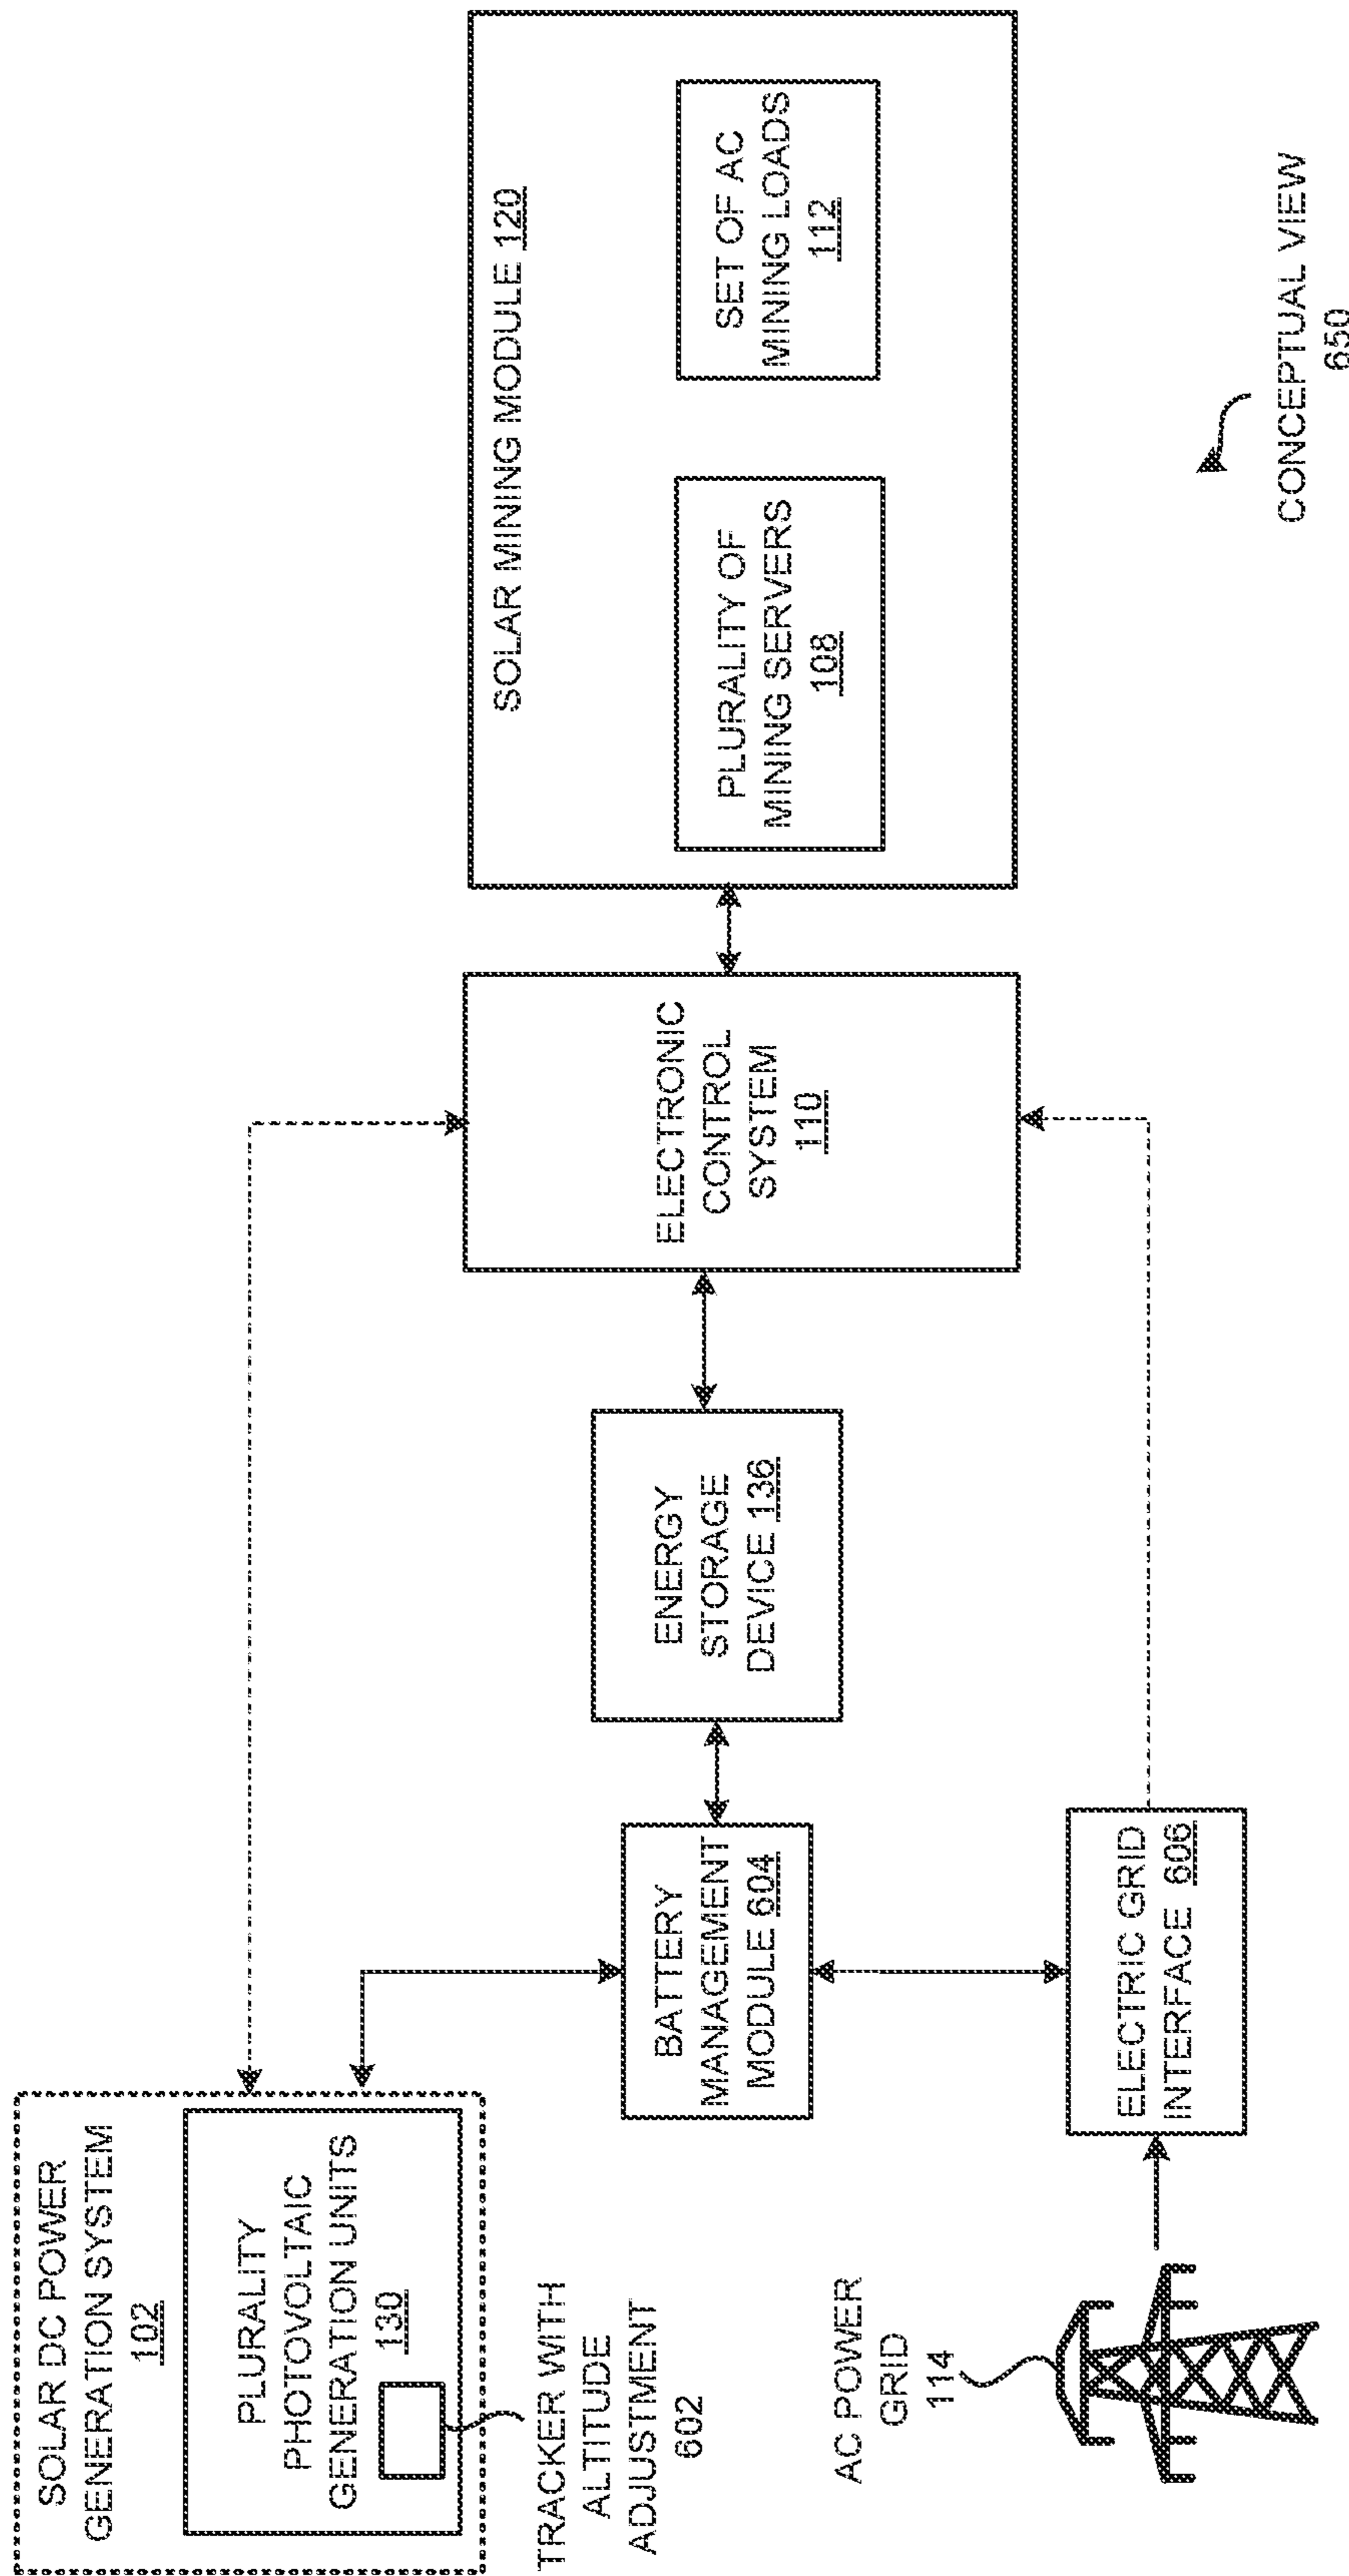 SOLAR DC POWER
GENERATION SYSTEM
102
PLURALITY
PHOTOVOLTAIC
GENERATION UNITS
130
TRACKER WITH
ALTITUDE
ADJUSTMENT
602
AC POWER
GRID
114
BATTERY
MANAGEMENT
MODULE 604
ELECTRIC GRID
INTERFACE 606
ENERGY
STORAGE
DEVICE 136
ELECTRONIC
CONTROL
SYSTEM
110
SOLAR MINING MODULE 120
PLURALITY OF
MINING SERVERS
108
SET OF AC
MINING LOADS
112
CONCEPTUAL VIEW
650